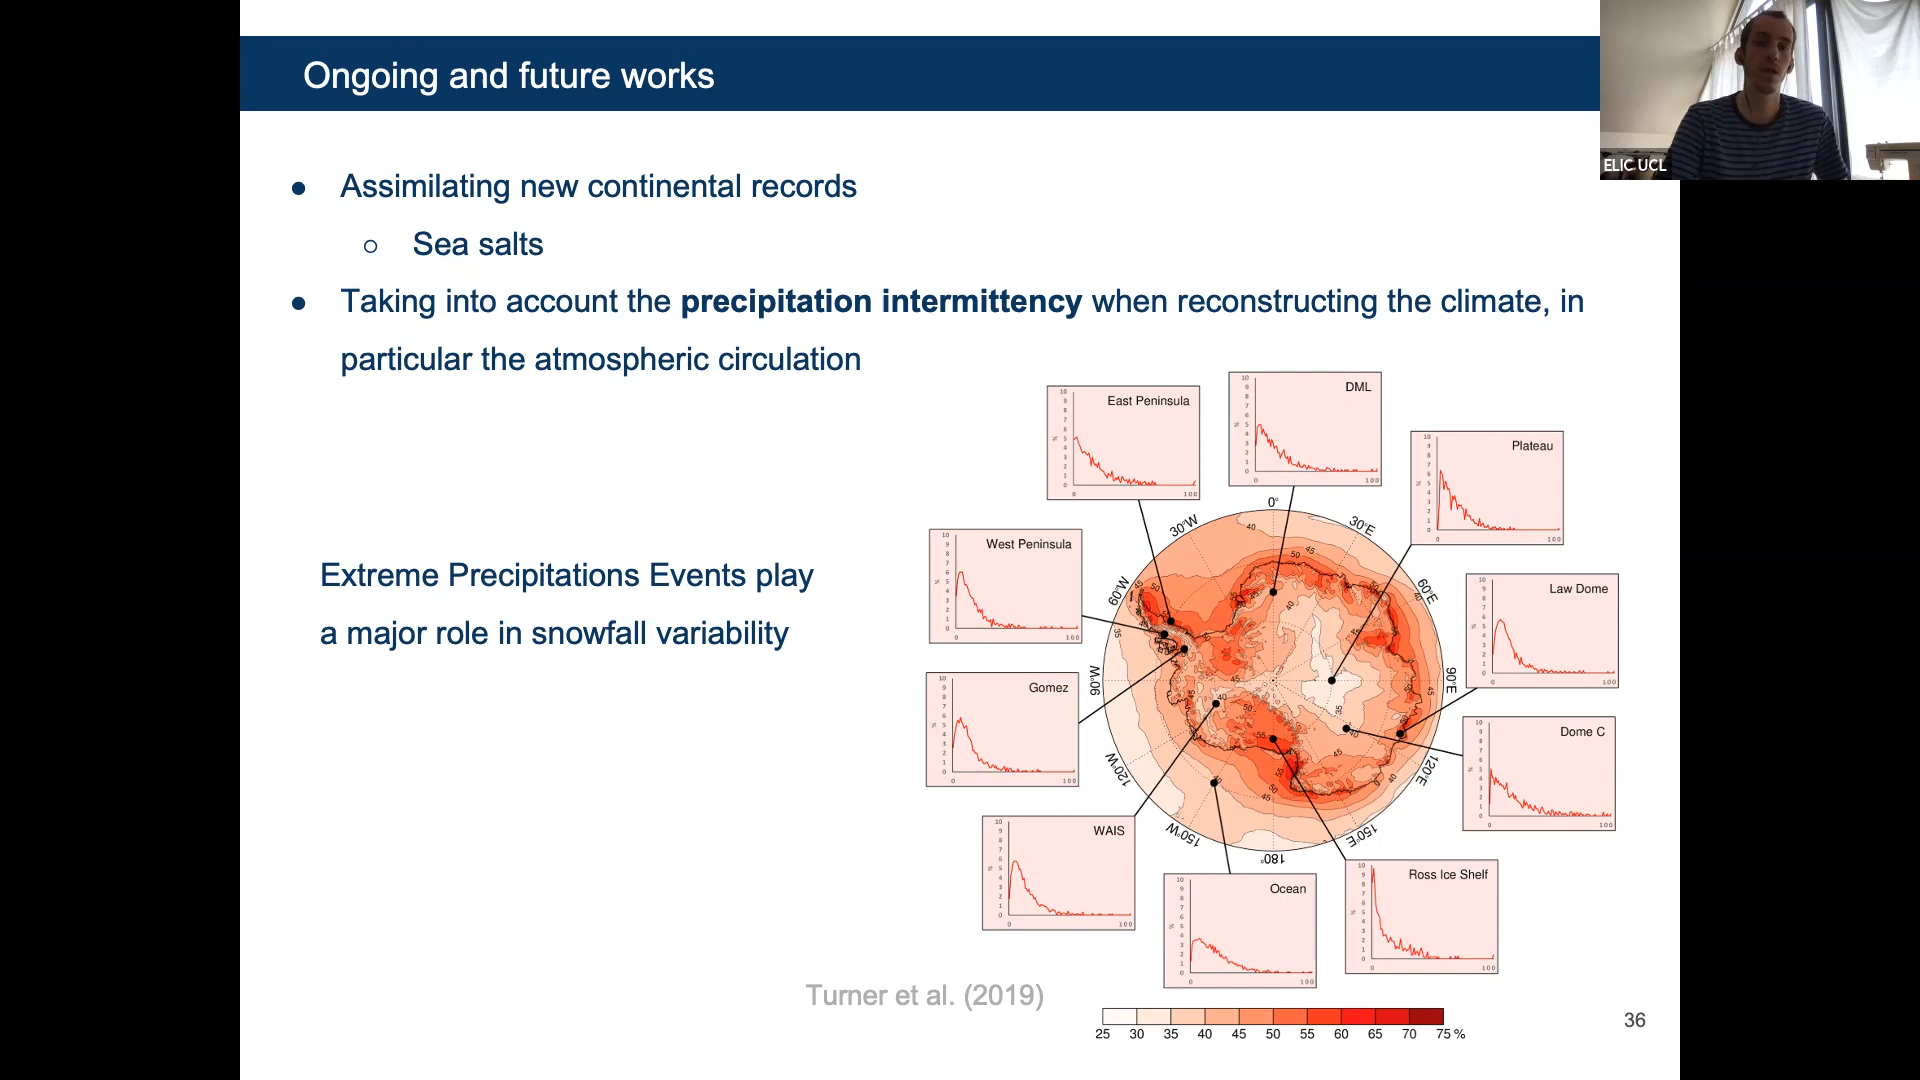 Ongoing and future works
ELIC UCL
● Assimilating new continental records
○ Sea salts
● Taking into account the precipitation intermittency when reconstructing the climate, in
particular the atmospheric circulation
Extreme Precipitations Events play
a major role in snowfall variability
East Peninsula
DML
Plateau
West Peninsula
Law Dome
Gomez
Dome C
WAIS
Ocean
Ross Ice Shelf
0°
30°W
30°E
60°W
60°E
90°W
90°E
120°W
120°E
150°W
150°E
180°
Turner et al. (2019)
25 30 35 40 45 50 55 60 65 70 75 %
36